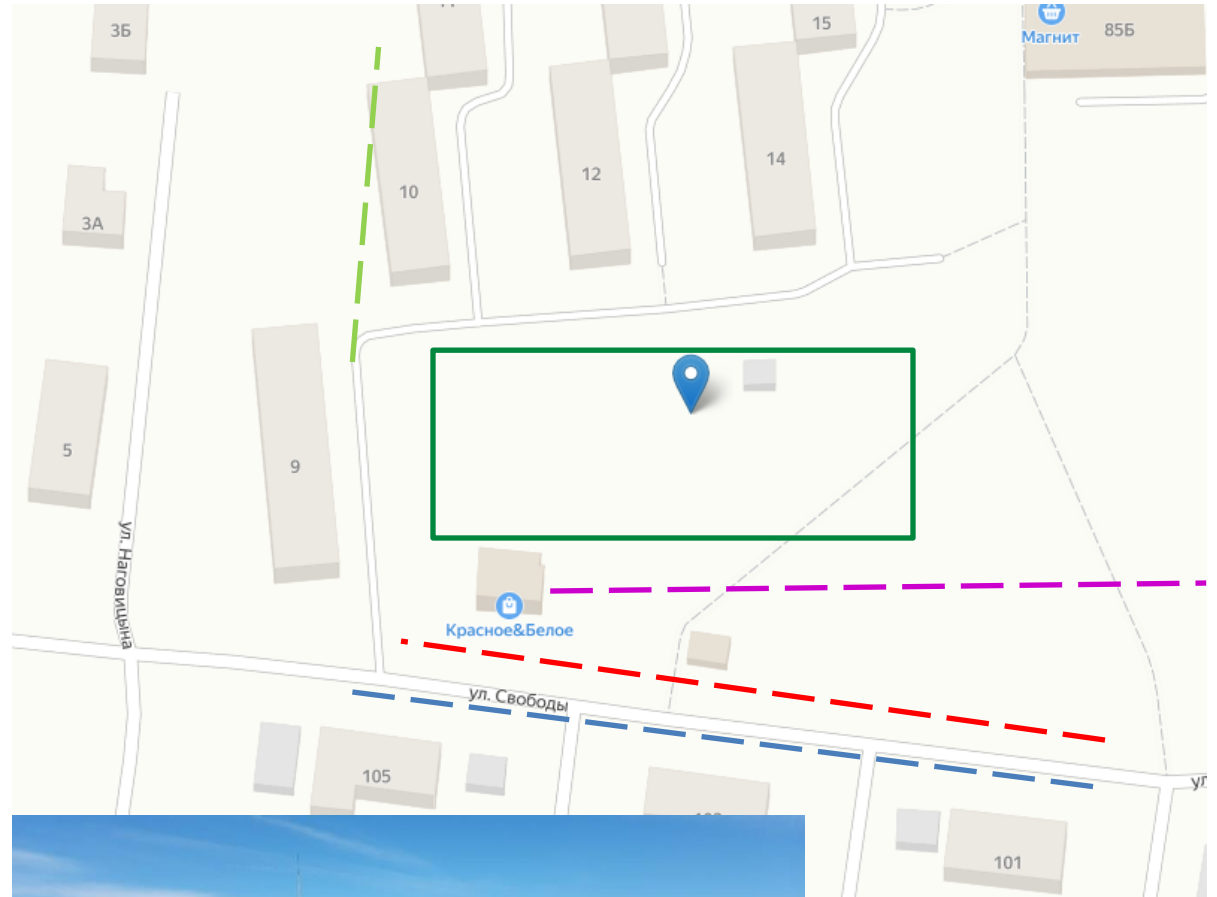 3Б
15
Магнит
85Б
10
12
14
3А
5
9
ул. Наговицына
Красное&Белое
ул. Свободы
105
101